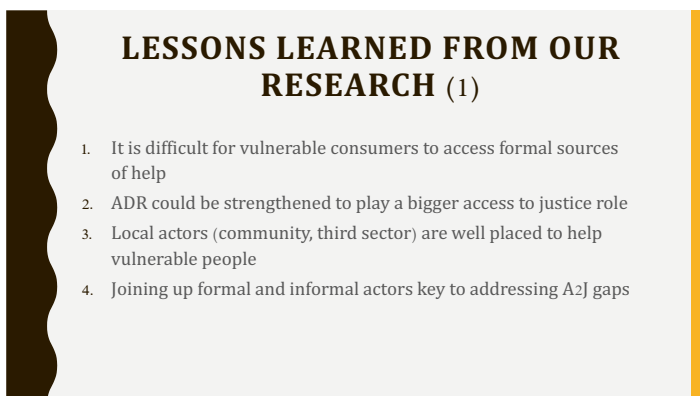 LESSONS LEARNED FROM OUR
RESEARCH (1)
1. It is difficult for vulnerable consumers to access formal sources
of help
2. ADR could be strengthened to play a bigger access to justice role
3. Local actors (community, third sector) are well placed to help
vulnerable people
4. Joining up formal and informal actors key to addressing A2J gaps